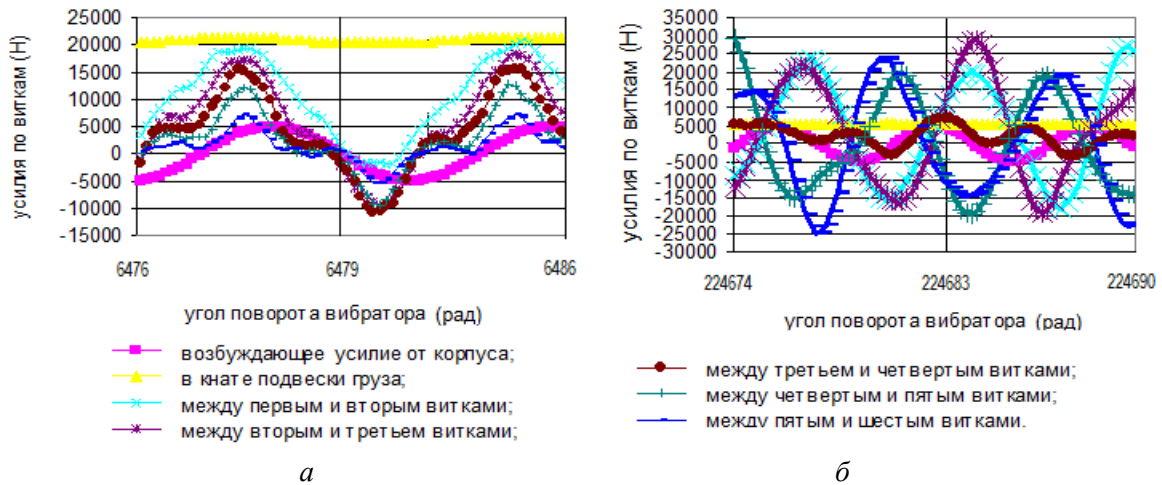 усилия по виткам (Н)
25000
20000
15000
10000
5000
0
-5000
-10000
-15000
6476
6479
6486
угол поворота вибратора (рад)
возбуждающее усилие от корпуса;
в кнате подвески груза;
между первым и вторым витками;
между вторым и третьем витками;
а
усилия по виткам (Н)
35000
30000
25000
20000
15000
10000
5000
0
-5000
-10000
-15000
-20000
-25000
-30000
224674
224683
224690
угол поворота вибратора (рад)
между третьем и четвертым витками;
между четвертым и пятым витками;
между пятым и шестым витками.
б